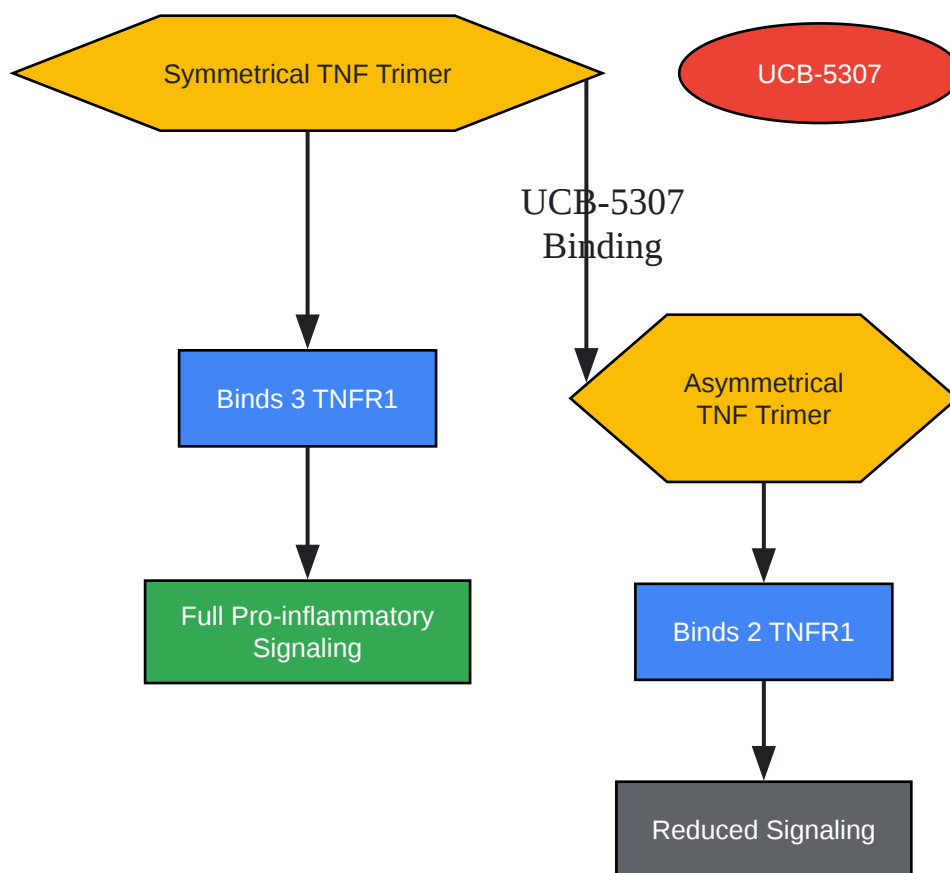 Symmetrical TNF Trimer
UCB-5307
UCB-5307
Binding
Binds 3 TNFR1
Asymmetrical
TNF Trimer
Full Pro-inflammatory
Signaling
Binds 2 TNFR1
Reduced Signaling